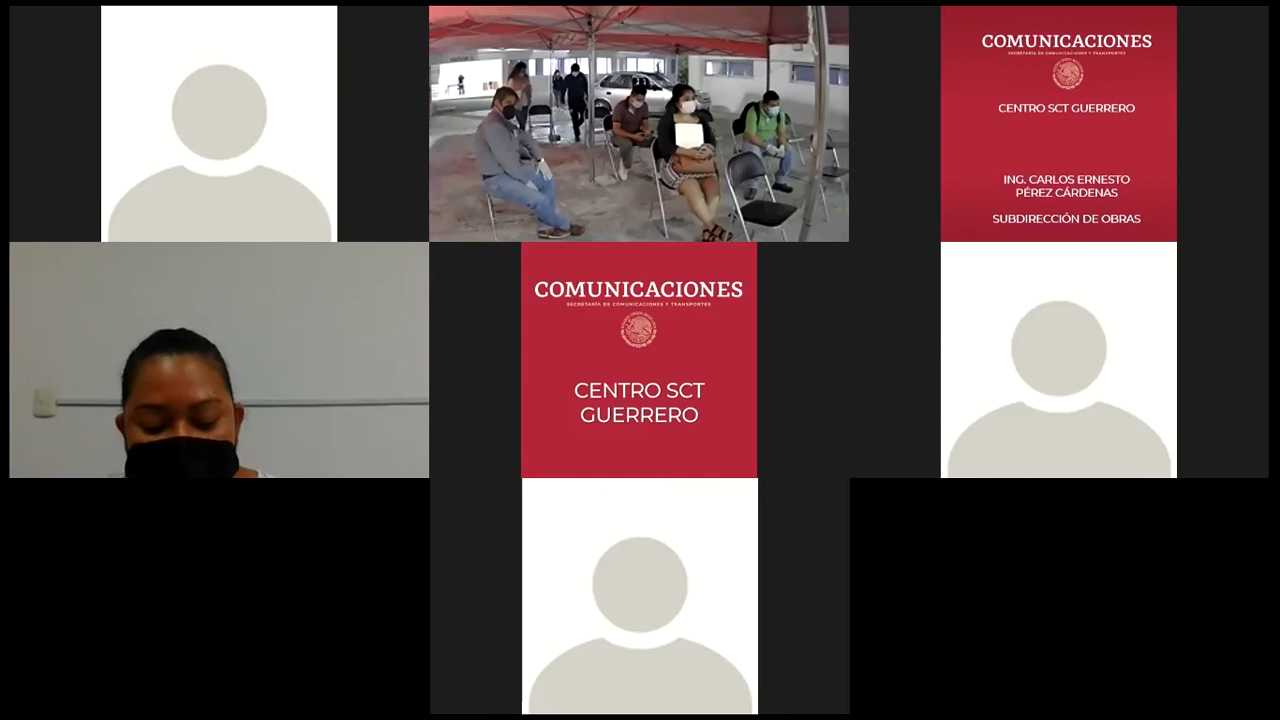 COMUNICACIONES
SECRETARÍA DE COMUNICACIONES Y TRANSPORTES
CENTRO SCT GUERRERO
ING. CARLOS ERNESTO
PÉREZ CÁRDENAS
SUBDIRECCIÓN DE OBRAS
COMUNICACIONES
SECRETARÍA DE COMUNICACIONES Y TRANSPORTES
CENTRO SCT
GUERRERO